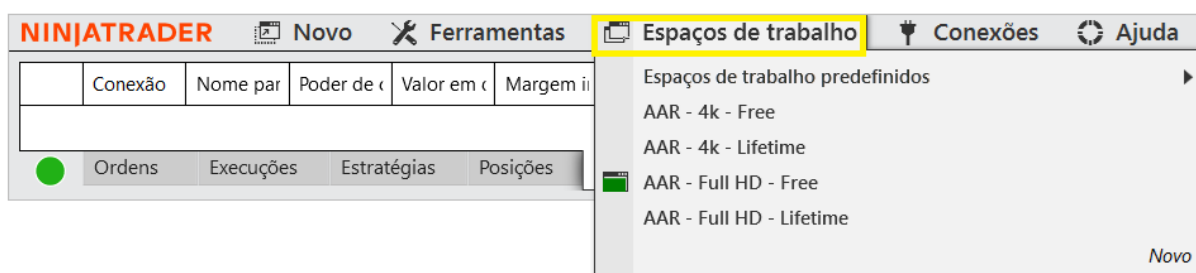 NINJATRADER Novo Ferramentas Espaços de trabalho Conexões Ajuda
Conexão Nome par Poder de Valor em Margem
Ordens Execuções Estratégias Posições
Espaços de trabalho predefinidos
AAR - 4k - Free
AAR - 4k - Lifetime
AAR - Full HD - Free
AAR - Full HD - Lifetime
Novo